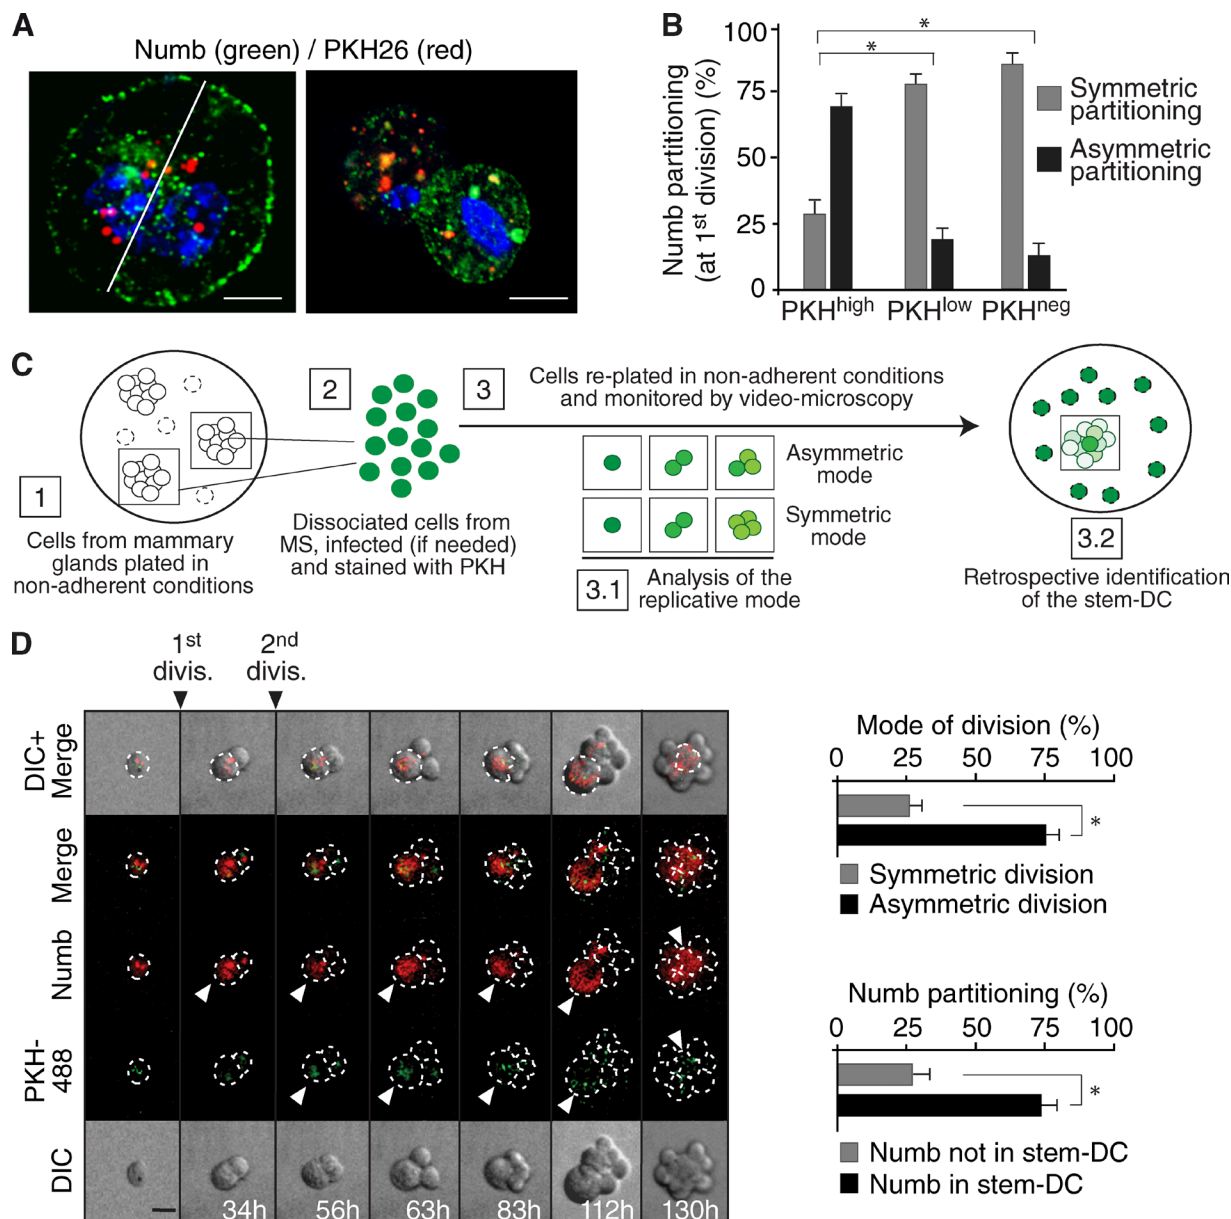 A
Numb (green) / PKH26 (red)
B
Numb partitioning
(at 1st division) (%)
100
75
50
25
0
*
*
PKHhigh
PKHlow
PKHneg
Symmetric
partitioning
Asymmetric
partitioning
C
1
Cells from mammary
glands plated in
non-adherent conditions
2
Dissociated cells from
MS, infected (if needed)
and stained with PKH
3
Cells re-plated in non-adherent conditions
and monitored by video-microscopy
Asymmetric
mode
Symmetric
mode
3.1
Analysis of the
replicative mode
3.2
Retrospective identification
of the stem-DC
D
1st
divis.
2nd
divis.
DIC+
Merge
Merge
Numb
PKH-
488
DIC
34h
56h
63h
83h
112h
130h
Mode of division (%)
0 25 50 75 100
*
Symmetric division
Asymmetric division
Numb partitioning (%)
0 25 50 75 100
*
Numb not in stem-DC
Numb in stem-DC